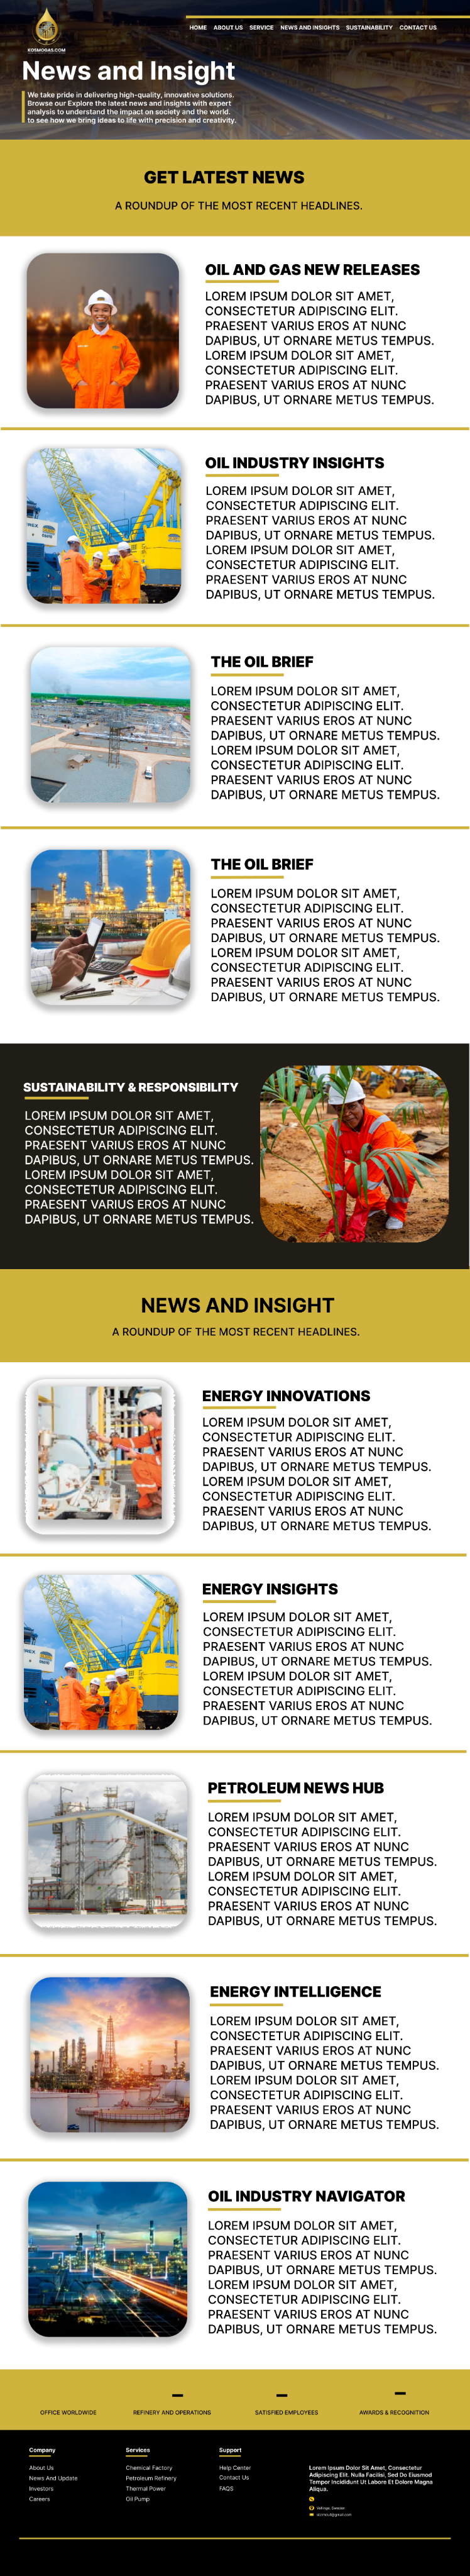 KOSMOGAS.COM
HOME ABOUT US SERVICE NEWS AND INSIGHTS SUSTAINABILITY CONTACT US
News and Insight
We take pride in delivering high-quality, innovative solutions.
Browse our Explore the latest news and insights with expert
analysis to understand the impact on society and the world.
to see how we bring ideas to life with precision and creativity.
GET LATEST NEWS
A ROUNDUP OF THE MOST RECENT HEADLINES.
OIL AND GAS NEW RELEASES
LOREM IPSUM DOLOR SIT AMET,
CONSECTETUR ADIPISCING ELIT.
PRAESENT VARIUS EROS AT NUNC
DAPIBUS, UT ORNARE METUS TEMPUS.
LOREM IPSUM DOLOR SIT AMET,
CONSECTETUR ADIPISCING ELIT.
PRAESENT VARIUS EROS AT NUNC
DAPIBUS, UT ORNARE METUS TEMPUS.
OIL INDUSTRY INSIGHTS
LOREM IPSUM DOLOR SIT AMET,
CONSECTETUR ADIPISCING ELIT.
PRAESENT VARIUS EROS AT NUNC
DAPIBUS, UT ORNARE METUS TEMPUS.
LOREM IPSUM DOLOR SIT AMET,
CONSECTETUR ADIPISCING ELIT.
PRAESENT VARIUS EROS AT NUNC
DAPIBUS, UT ORNARE METUS TEMPUS.
THE OIL BRIEF
LOREM IPSUM DOLOR SIT AMET,
CONSECTETUR ADIPISCING ELIT.
PRAESENT VARIUS EROS AT NUNC
DAPIBUS, UT ORNARE METUS TEMPUS.
LOREM IPSUM DOLOR SIT AMET,
CONSECTETUR ADIPISCING ELIT.
PRAESENT VARIUS EROS AT NUNC
DAPIBUS, UT ORNARE METUS TEMPUS.
THE OIL BRIEF
LOREM IPSUM DOLOR SIT AMET,
CONSECTETUR ADIPISCING ELIT.
PRAESENT VARIUS EROS AT NUNC
DAPIBUS, UT ORNARE METUS TEMPUS.
LOREM IPSUM DOLOR SIT AMET,
CONSECTETUR ADIPISCING ELIT.
PRAESENT VARIUS EROS AT NUNC
DAPIBUS, UT ORNARE METUS TEMPUS.
SUSTAINABILITY & RESPONSIBILITY
LOREM IPSUM DOLOR SIT AMET,
CONSECTETUR ADIPISCING ELIT.
PRAESENT VARIUS EROS AT NUNC
DAPIBUS, UT ORNARE METUS TEMPUS.
LOREM IPSUM DOLOR SIT AMET,
CONSECTETUR ADIPISCING ELIT.
PRAESENT VARIUS EROS AT NUNC
DAPIBUS, UT ORNARE METUS TEMPUS.
NEWS AND INSIGHT
A ROUNDUP OF THE MOST RECENT HEADLINES.
ENERGY INNOVATIONS
LOREM IPSUM DOLOR SIT AMET,
CONSECTETUR ADIPISCING ELIT.
PRAESENT VARIUS EROS AT NUNC
DAPIBUS, UT ORNARE METUS TEMPUS.
LOREM IPSUM DOLOR SIT AMET,
CONSECTETUR ADIPISCING ELIT.
PRAESENT VARIUS EROS AT NUNC
DAPIBUS, UT ORNARE METUS TEMPUS.
ENERGY INSIGHTS
LOREM IPSUM DOLOR SIT AMET,
CONSECTETUR ADIPISCING ELIT.
PRAESENT VARIUS EROS AT NUNC
DAPIBUS, UT ORNARE METUS TEMPUS.
LOREM IPSUM DOLOR SIT AMET,
CONSECTETUR ADIPISCING ELIT.
PRAESENT VARIUS EROS AT NUNC
DAPIBUS, UT ORNARE METUS TEMPUS.
PETROLEUM NEWS HUB
LOREM IPSUM DOLOR SIT AMET,
CONSECTETUR ADIPISCING ELIT.
PRAESENT VARIUS EROS AT NUNC
DAPIBUS, UT ORNARE METUS TEMPUS.
LOREM IPSUM DOLOR SIT AMET,
CONSECTETUR ADIPISCING ELIT.
PRAESENT VARIUS EROS AT NUNC
DAPIBUS, UT ORNARE METUS TEMPUS.
ENERGY INTELLIGENCE
LOREM IPSUM DOLOR SIT AMET,
CONSECTETUR ADIPISCING ELIT.
PRAESENT VARIUS EROS AT NUNC
DAPIBUS, UT ORNARE METUS TEMPUS.
LOREM IPSUM DOLOR SIT AMET,
CONSECTETUR ADIPISCING ELIT.
PRAESENT VARIUS EROS AT NUNC
DAPIBUS, UT ORNARE METUS TEMPUS.
OIL INDUSTRY NAVIGATOR
LOREM IPSUM DOLOR SIT AMET,
CONSECTETUR ADIPISCING ELIT.
PRAESENT VARIUS EROS AT NUNC
DAPIBUS, UT ORNARE METUS TEMPUS.
LOREM IPSUM DOLOR SIT AMET,
CONSECTETUR ADIPISCING ELIT.
PRAESENT VARIUS EROS AT NUNC
DAPIBUS, UT ORNARE METUS TEMPUS.
– – –
OFFICE WORLDWIDE REFINERY AND OPERATIONS SATISFIED EMPLOYEES AWARDS & RECOGNITION
Company
About Us
News And Update
Investors
Careers
Services
Chemical Factory
Petroleum Refinery
Thermal Power
Oil Pump
Support
Help Center
Contact Us
FAQS
Lorem Ipsum Dolor Sit Amet, Consectetur
Adipiscing Elit. Nulla Facilisi, Sed Do Eiusmod
Tempor Incididunt Ut Labore Et Dolore Magna
Aliqua.